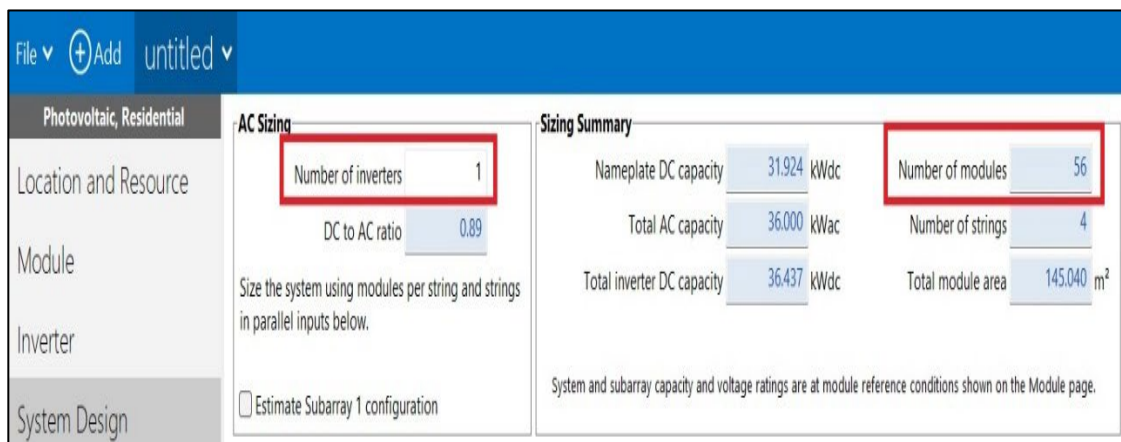 File Add untitled
Photovoltaic, Residential
Location and Resource
Module
Inverter
System Design
AC Sizing
Number of inverters 1
DC to AC ratio 0.89
Size the system using modules per string and strings
in parallel inputs below.
Estimate Subarray 1 configuration
Sizing Summary
Nameplate DC capacity 31.924 kWdc
Total AC capacity 36.000 kWac
Total inverter DC capacity 36.437 kWdc
Number of modules 56
Number of strings 4
Total module area 145.040 m²
System and subarray capacity and voltage ratings are at module reference conditions shown on the Module page.